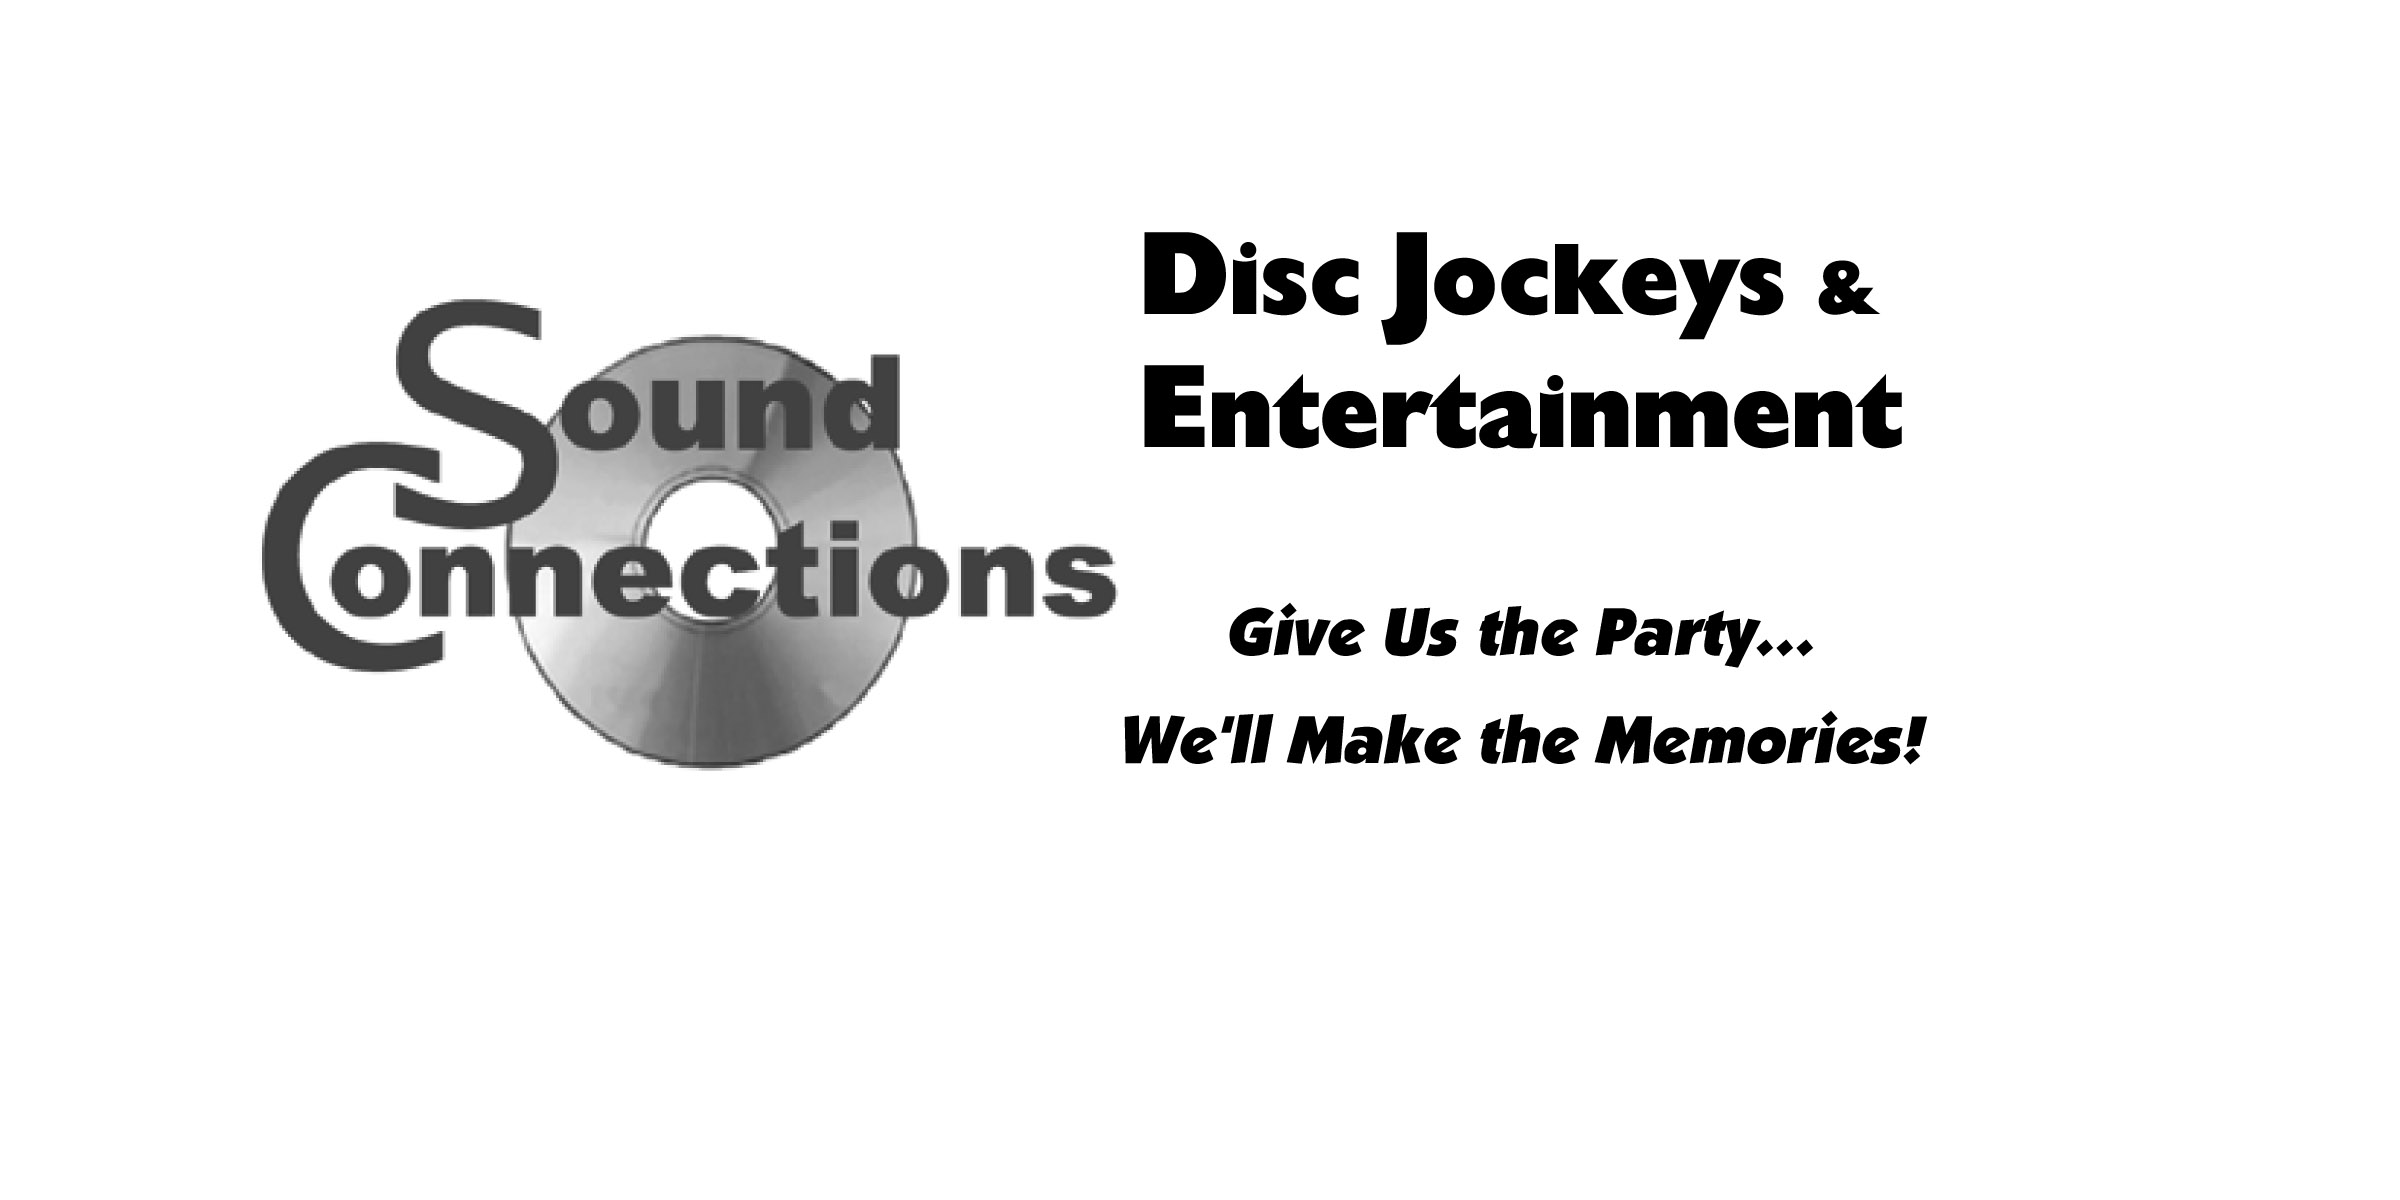 Sound
Connections
Disc Jockeys &
Entertainment
Give Us the Party...
We'll Make the Memories!